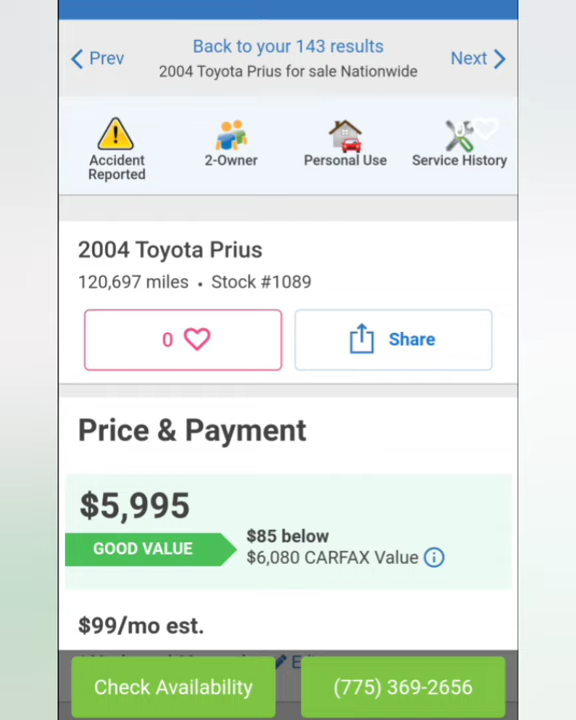 Prev
Back to your 143 results
2004 Toyota Prius for sale Nationwide
Next
Accident
Reported
2-Owner
Personal Use
Service History
2004 Toyota Prius
120,697 miles • Stock #1089
0
Share
Price & Payment
$5,995
GOOD VALUE
$85 below
$6,080 CARFAX Value
$99/mo est.
Check Availability
(775) 369-2656